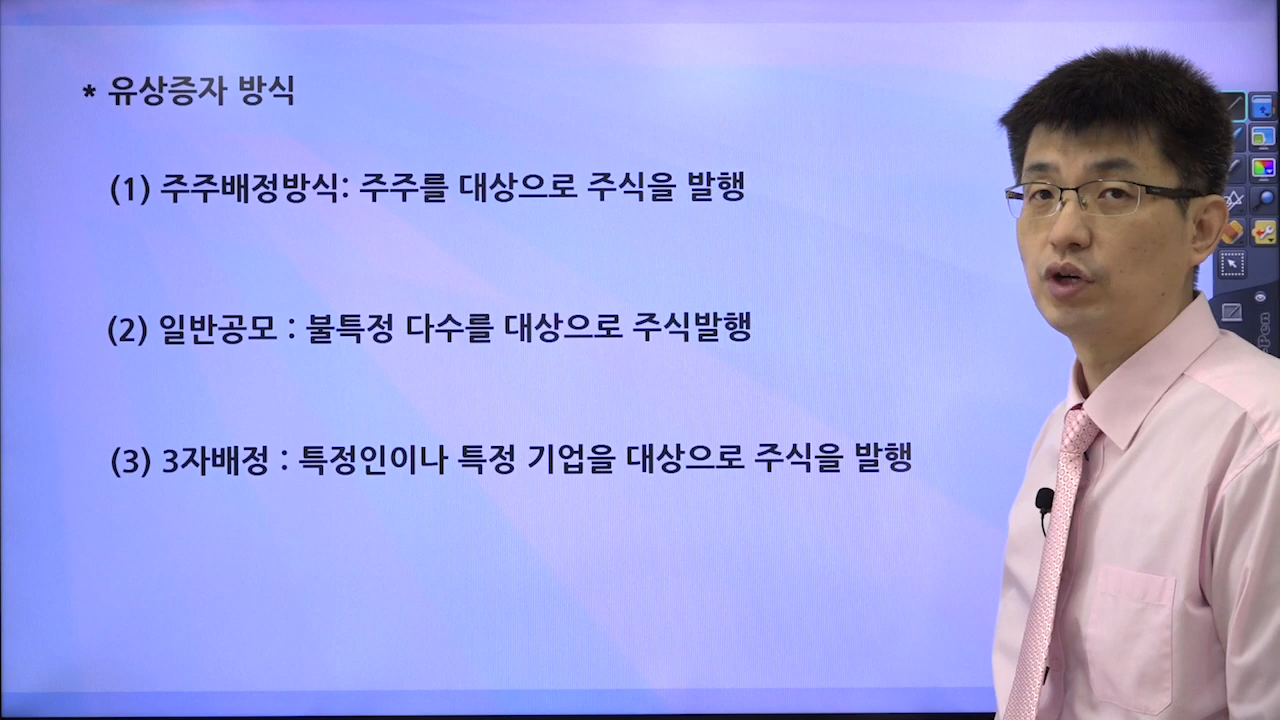 * 유상증자 방식
(1) 주주배정방식: 주주를 대상으로 주식을 발행
(2) 일반공모 : 불특정 다수를 대상으로 주식발행
(3) 3자배정 : 특정인이나 특정 기업을 대상으로 주식을 발행